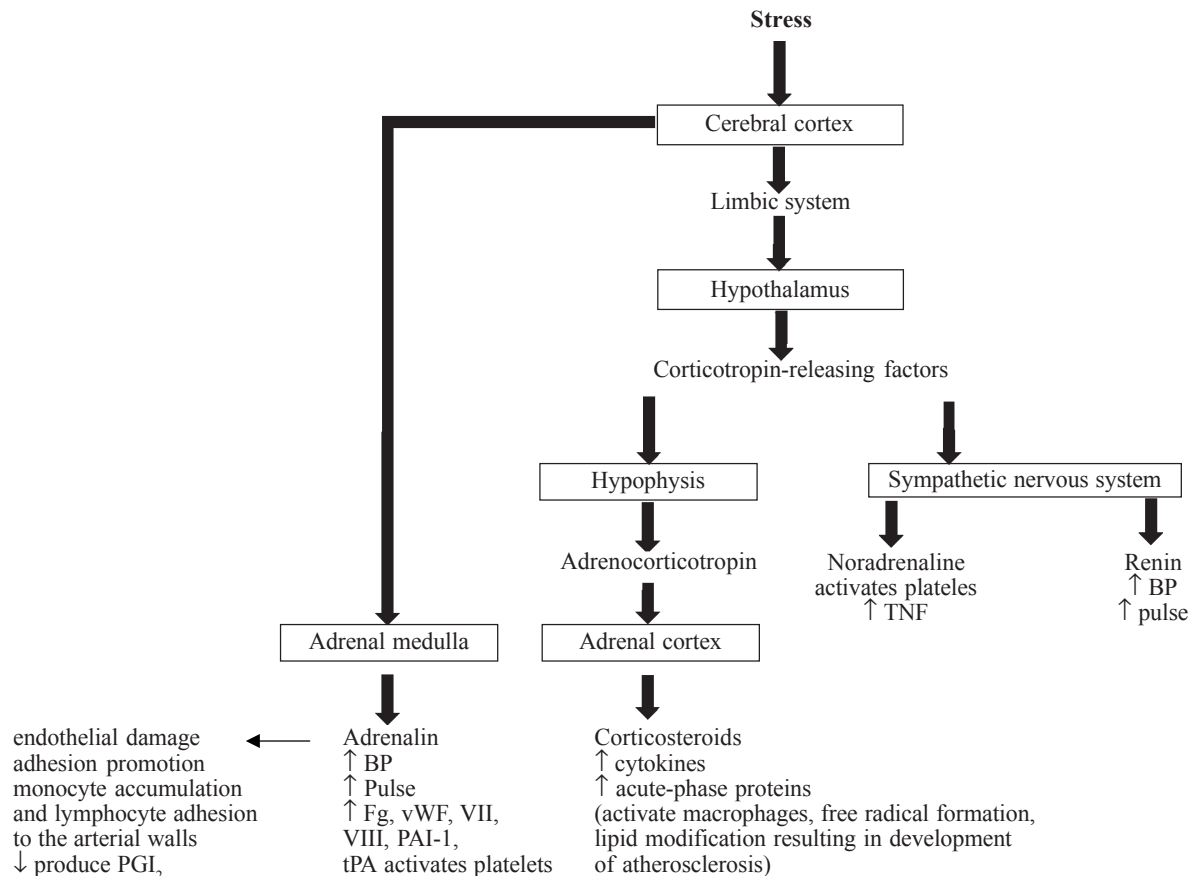 Stress
Cerebral cortex
Limbic system
Hypothalamus
Corticotropin-releasing factors
Hypophysis
Sympathetic nervous system
Adrenocorticotropin
Noradrenaline
activates plateles
↑ TNF
Renin
↑ BP
↑ pulse
Adrenal medulla
Adrenal cortex
endothelial damage
adhesion promotion
monocyte accumulation
and lymphocyte adhesion
to the arterial walls
↓ produce PGI,
Adrenalin
↑ BP
↑ Pulse
↑ Fg, vWF, VII,
VIII, PAI-1,
tPA activates platelets
Corticosteroids
↑ cytokines
↑ acute-phase proteins
(activate macrophages, free radical formation,
lipid modification resulting in development
of atherosclerosis)